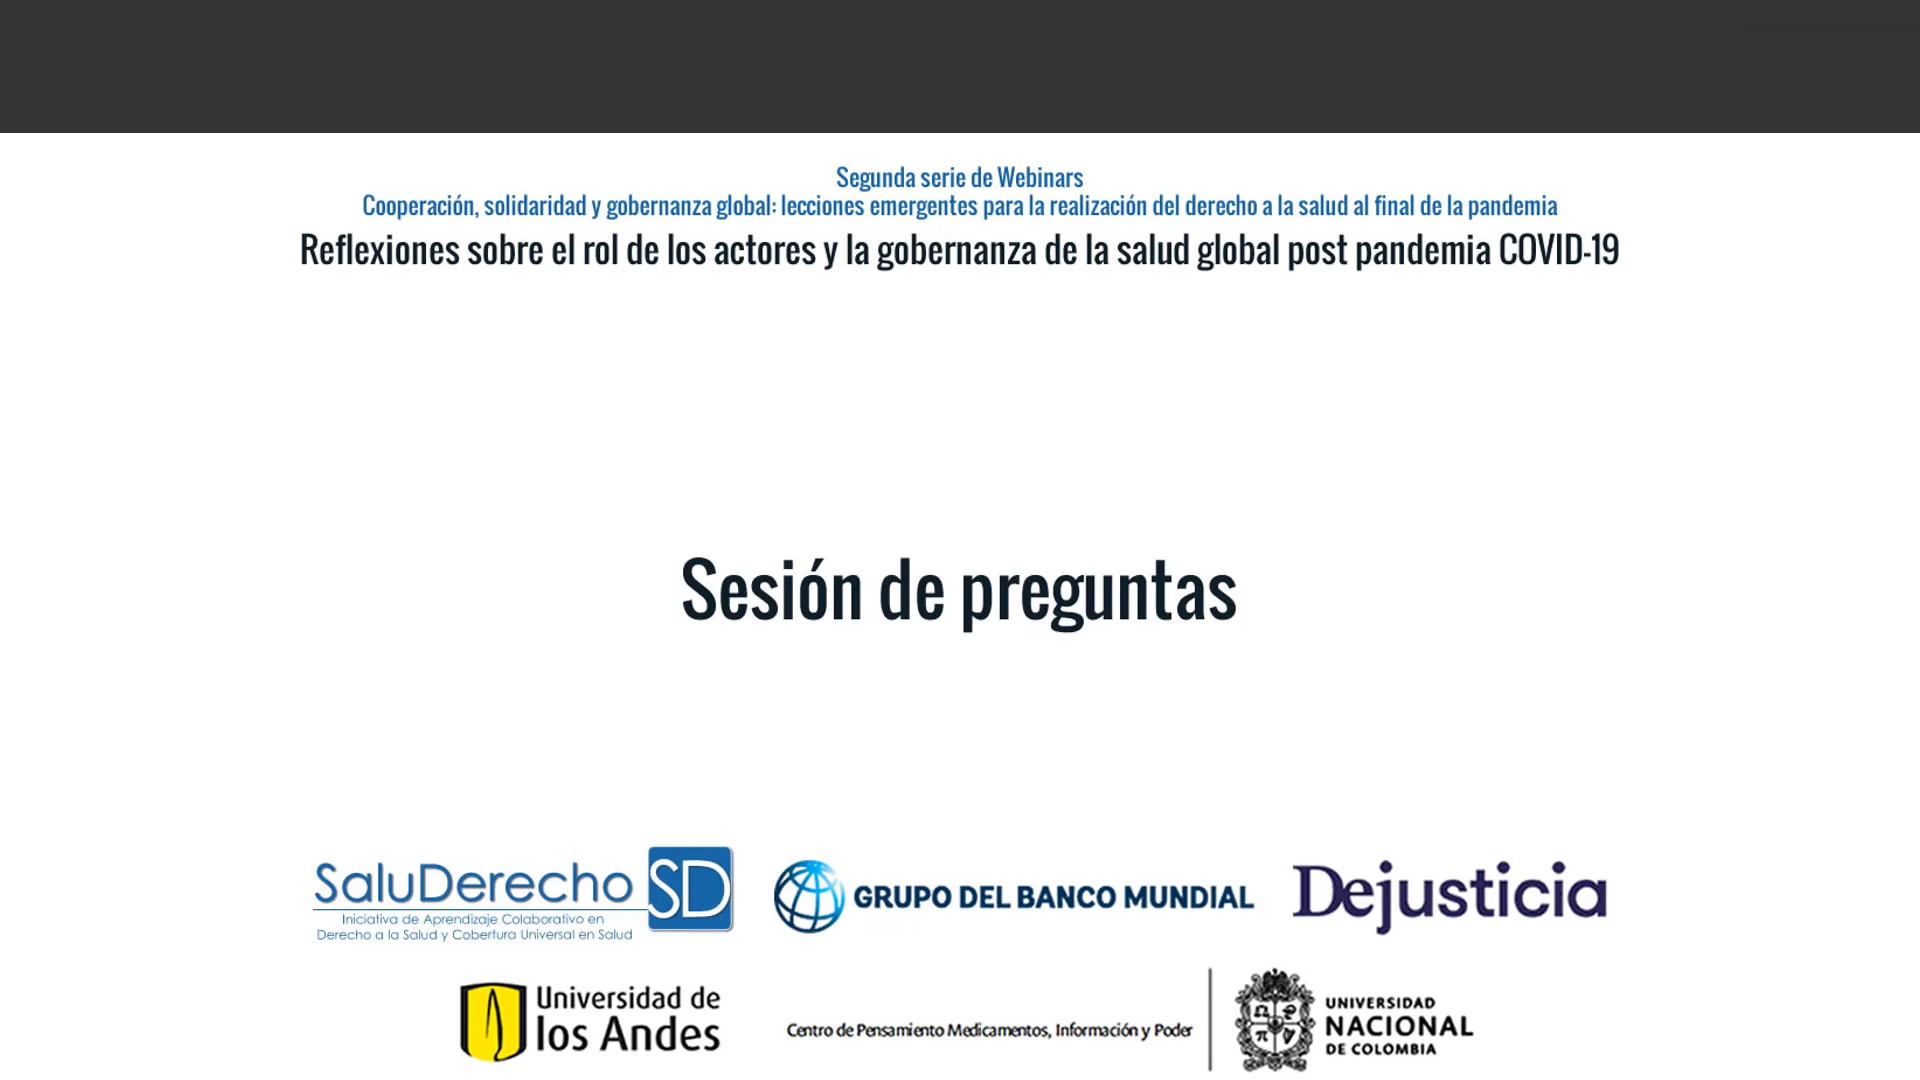 Segunda serie de Webinars
Cooperación, solidaridad y gobernanza global: lecciones emergentes para la realización del derecho a la salud al final de la pandemia
Reflexiones sobre el rol de los actores y la gobernanza de la salud global post pandemia COVID-19
Sesión de preguntas
SaluDerecho SD
Iniciativa de Aprendizaje Colaborativo en
Derecho a la Salud y Cobertura Universal en Salud
GRUPO DEL BANCO MUNDIAL
Dejusticia
Universidad de
los Andes
Centro de Pensamiento Medicamentos, Información y Poder
UNIVERSIDAD
NACIONAL
DE COLOMBIA